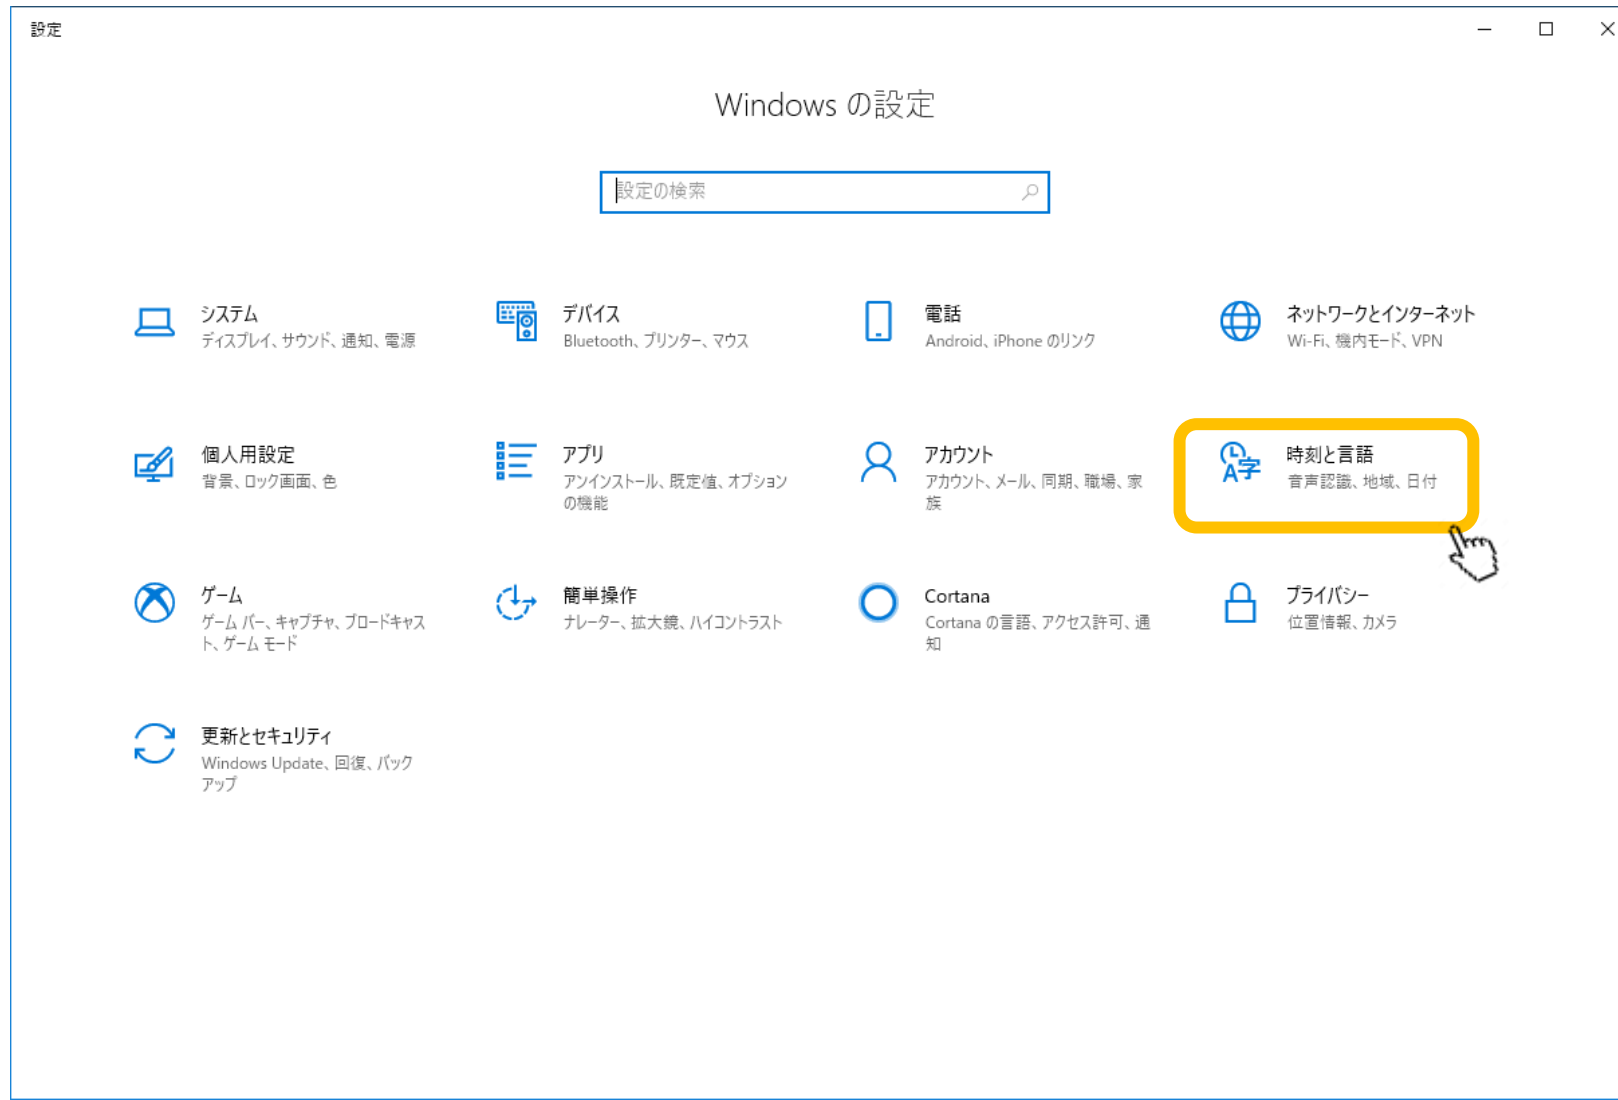 設定
Windows の設定
設定の検索
システム
ディスプレイ、サウンド、通知、電源
デバイス
Bluetooth、プリンター、マウス
電話
Android、iPhone のリンク
ネットワークとインターネット
Wi-Fi、機内モード、VPN
個人用設定
背景、ロック画面、色
アプリ
アンインストール、既定値、オプション
の機能
アカウント
アカウント、メール、同期、職場、家
族
時刻と言語
音声認識、地域、日付
ゲーム
ゲーム バー、キャプチャ、ブロードキャス
ト、ゲーム モード
簡単操作
ナレーター、拡大鏡、ハイコントラスト
Cortana
Cortana の言語、アクセス許可、通
知
プライバシー
位置情報、カメラ
更新とセキュリティ
Windows Update、回復、バック
アップ